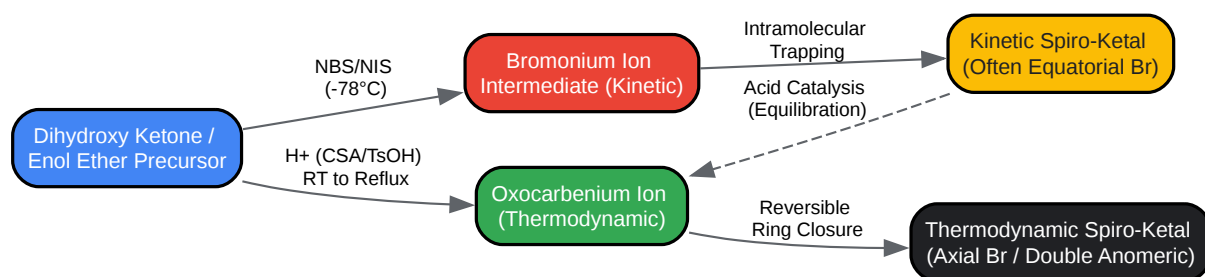 Dihydroxy Ketone /
Enol Ether Precursor
NBS/NIS
(-78°C)
H+ (CSA/TsOH)
RT to Reflux
Bromonium Ion
Intermediate (Kinetic)
Oxocarbenium Ion
(Thermodynamic)
Intramolecular
Trapping
Acid Catalysis
(Equilibration)
Reversible
Ring Closure
Kinetic Spiro-Ketal
(Often Equatorial Br)
Thermodynamic Spiro-Ketal
(Axial Br / Double Anomeric)